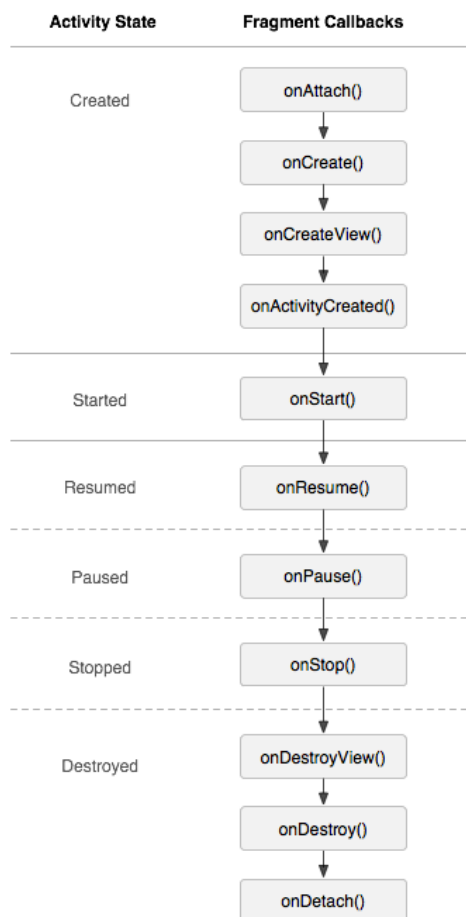 Activity State Fragment Callbacks
Created
onAttach()
onCreate()
onCreateView()
onActivityCreated()
Started onStart()
Resumed onResume()
Paused onPause()
Stopped onStop()
Destroyed onDestroyView()
onDestroy()
onDetach()